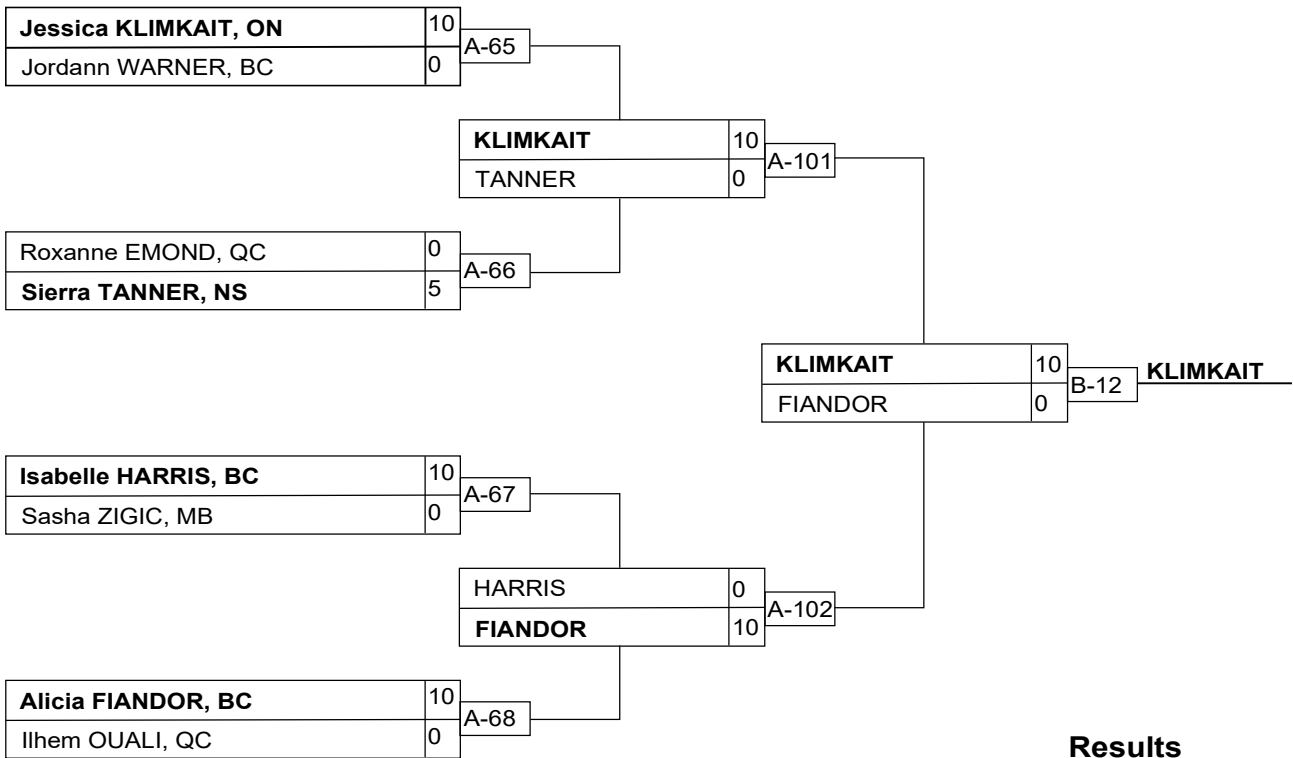 Jessica KLIMKAIT, ON 10
A-65
Jordann WARNER, BC 0
KLIMKAIT 10
A-101
TANNER 0
Roxanne EMOND, QC 0
A-66
Sierra TANNER, NS 5
KLIMKAIT 10
B-12 KLIMKAIT
FIANDOR 0
Isabelle HARRIS, BC 10
A-67
Sasha ZIGIC, MB 0
HARRIS 0
A-102
FIANDOR 10
Alicia FIANDOR, BC 10
A-68
Ilhem OUALI, QC 0
Results